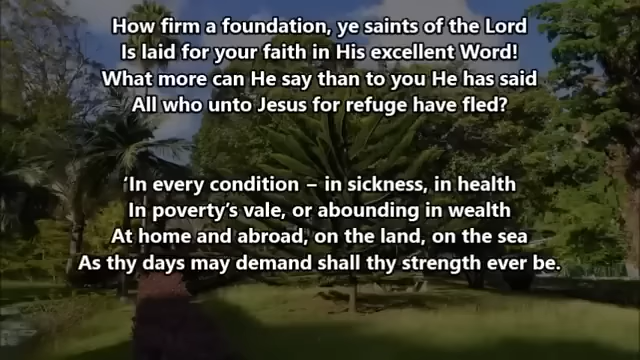 How firm a foundation, ye saints of the Lord
Is laid for your faith in His excellent Word!
What more can He say than to you He has said
All who unto Jesus for refuge have fled?
‘In every condition – in sickness, in health
In poverty’s vale, or abounding in wealth
At home and abroad, on the land, on the sea
As thy days may demand shall thy strength ever be.